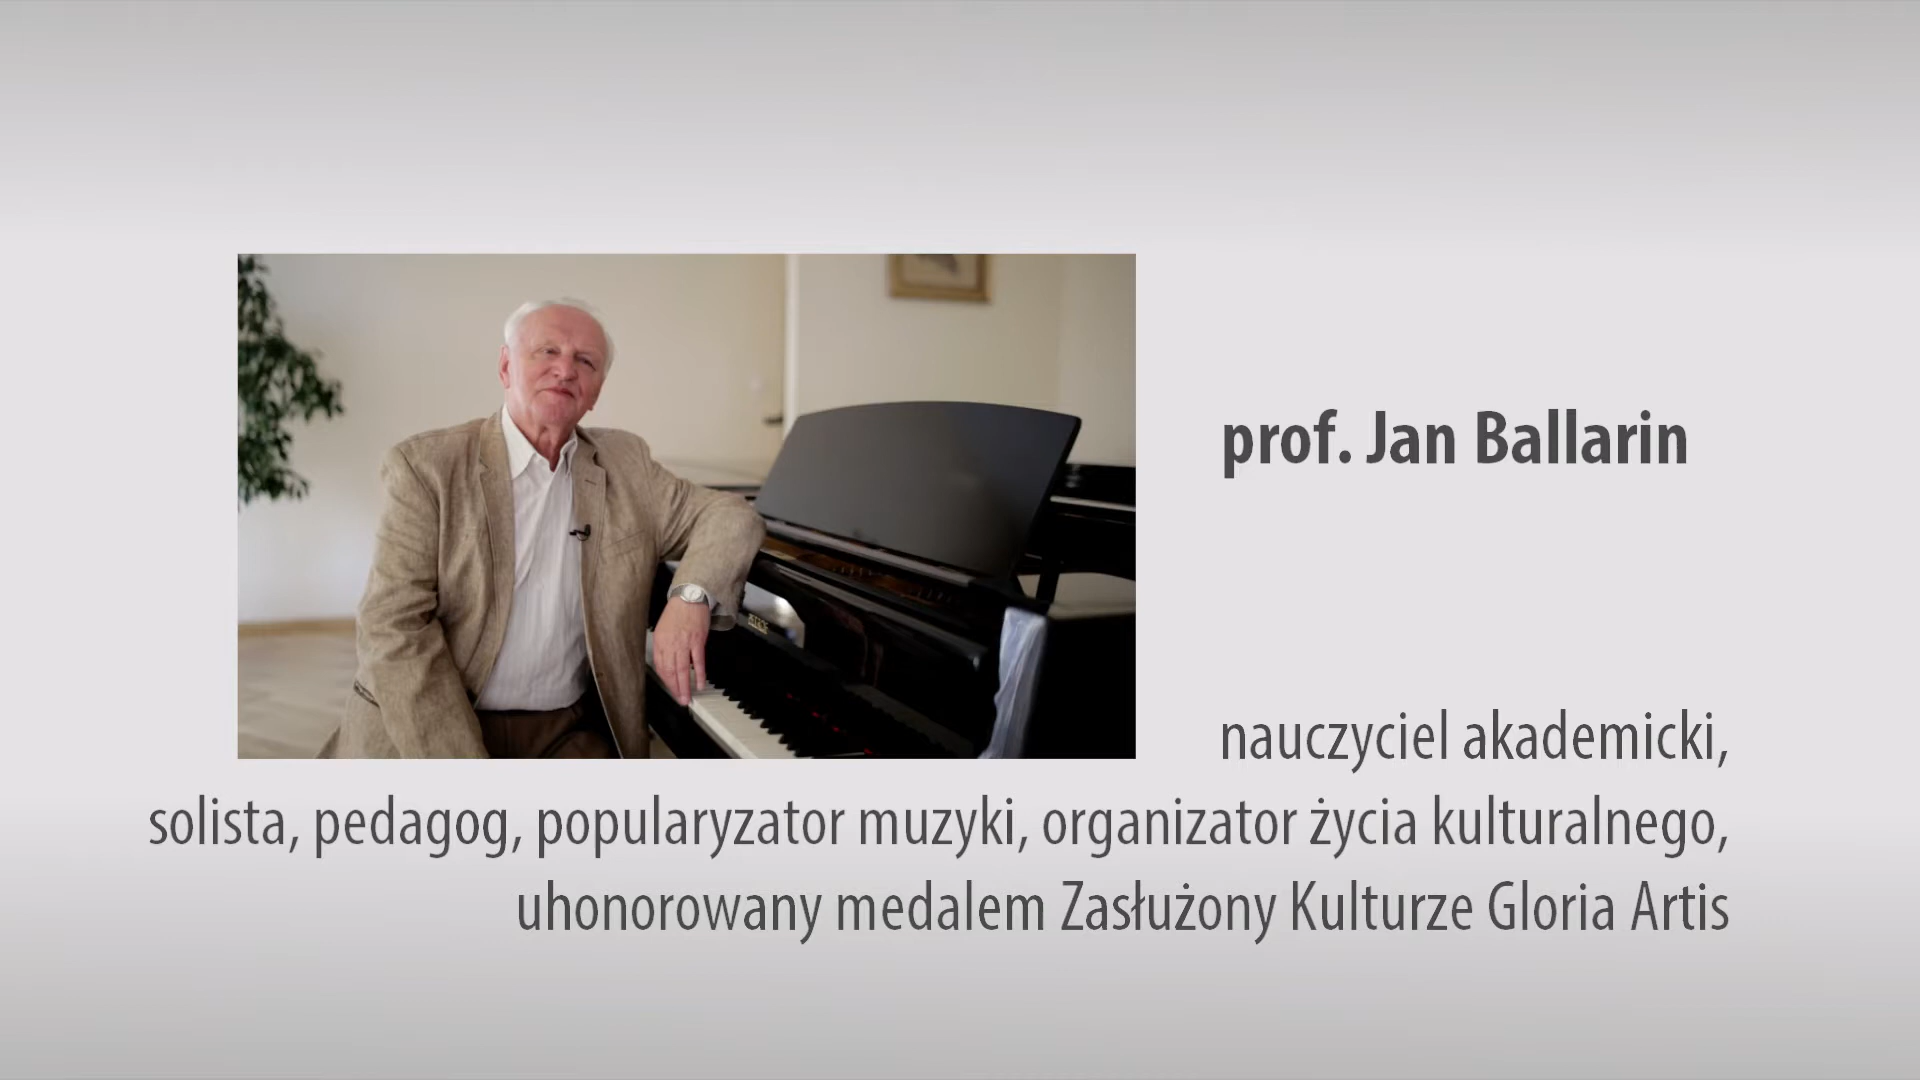 prof. Jan Ballarin
nauczyciel akademicki,
solista, pedagog, popularyzator muzyki, organizator życia kulturalnego,
uhonorowany medalem Zasłużony Kulturze Gloria Artis